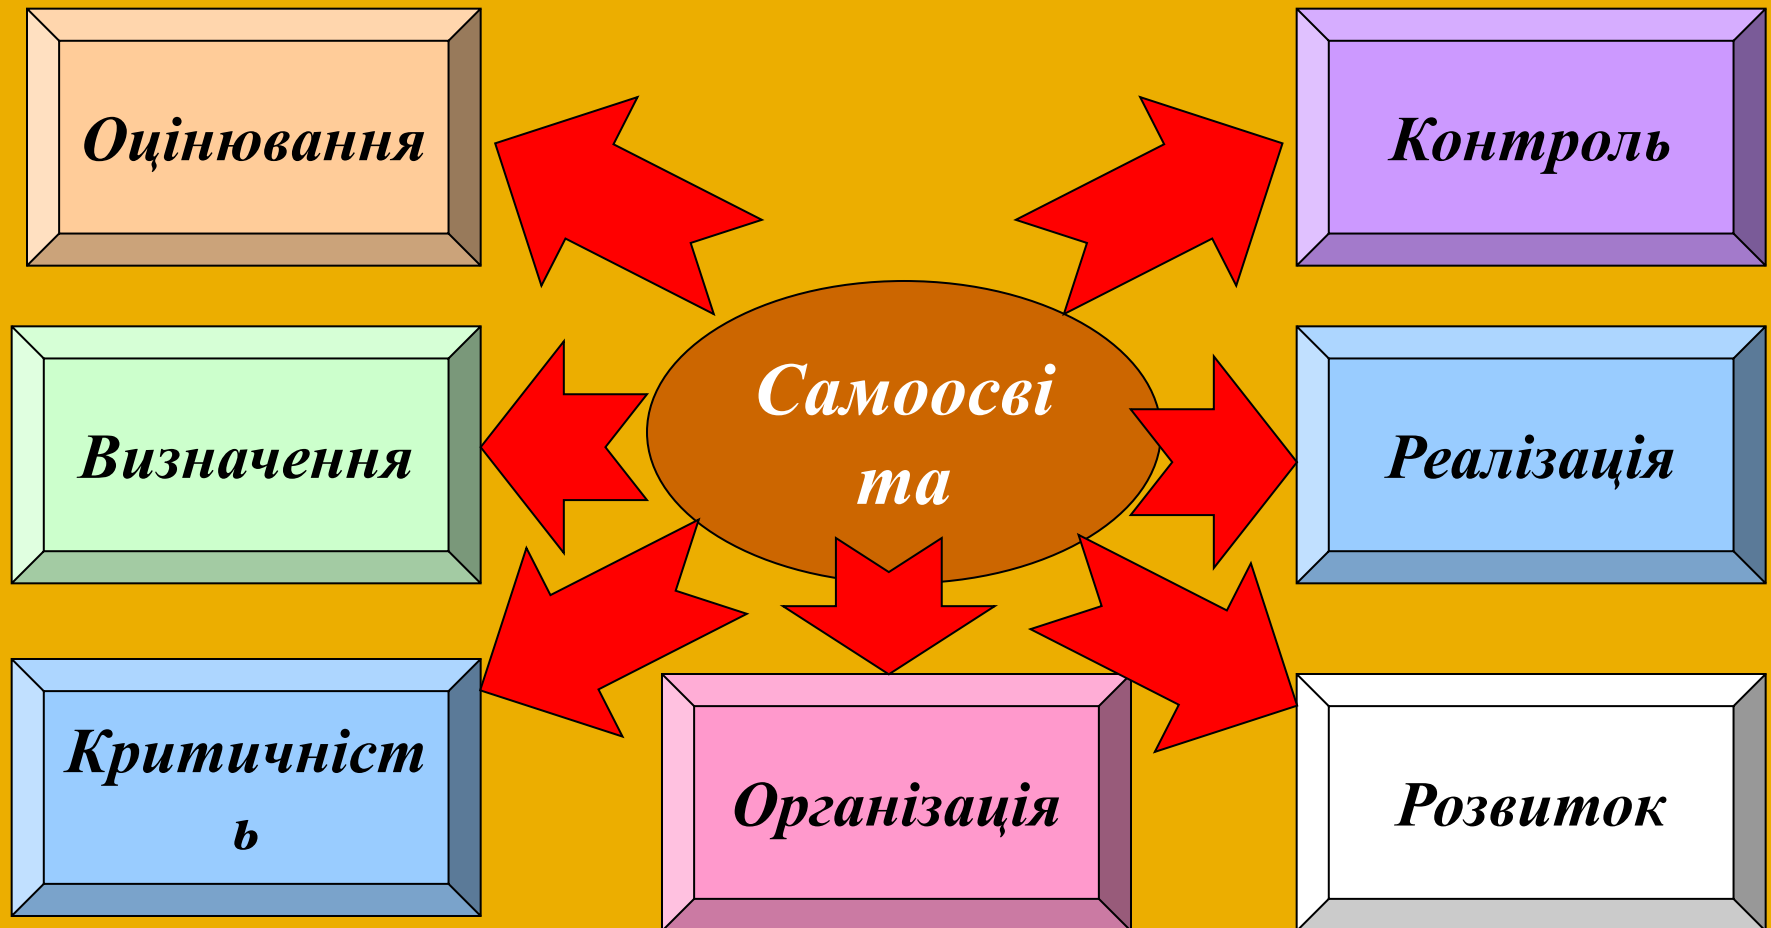 Оцінювання
Контроль
Самоосві
та
Визначення
Реалізація
Критичніст
ь
Організація
Розвиток